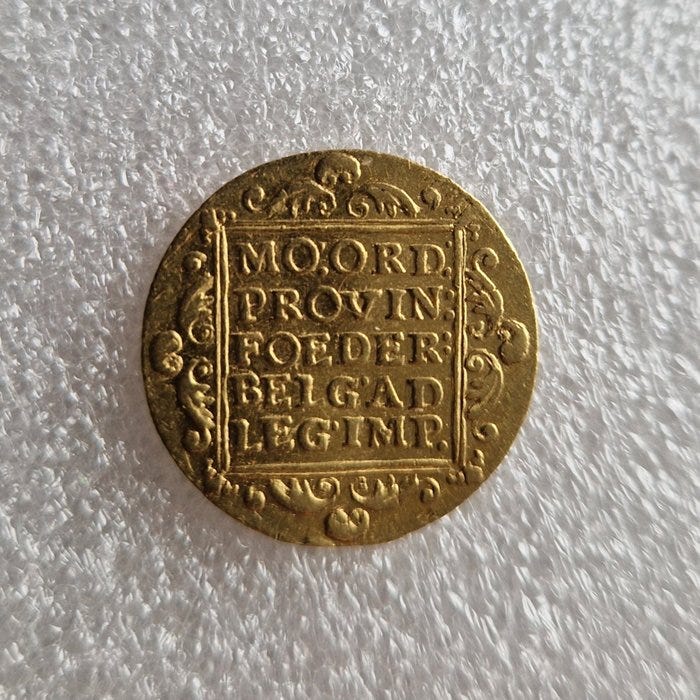 MO:ORD:
PROVIN:
FOEDER:
BELG·AD
LEG·IMP.